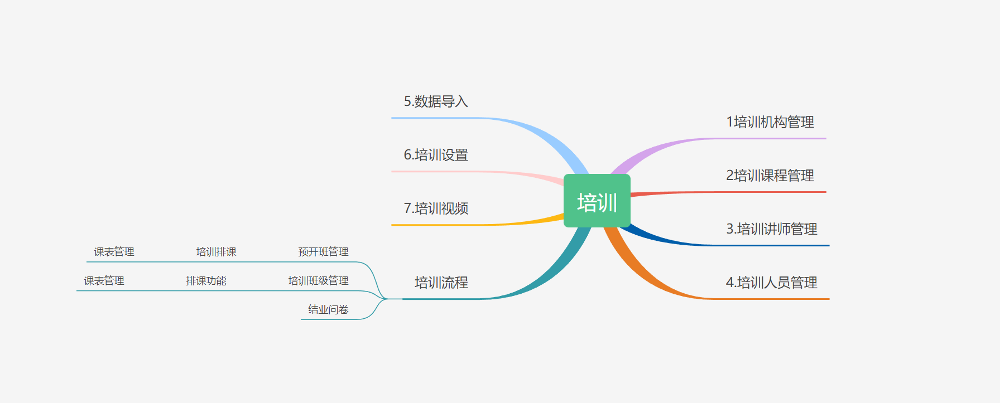 培训
1培训机构管理
2培训课程管理
3.培训讲师管理
4.培训人员管理
5.数据导入
6.培训设置
7.培训视频
培训流程
预开班管理
培训排课
课表管理
培训班级管理
排课功能
课表管理
结业问卷